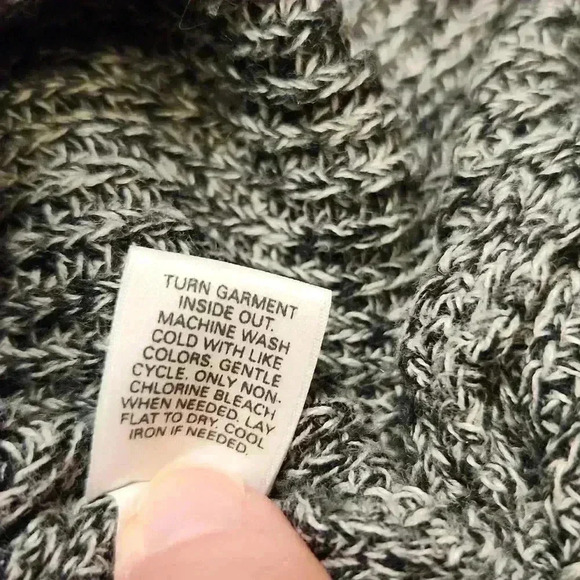 TURN GARMENT
INSIDE OUT.
MACHINE WASH
COLD WITH LIKE
COLORS. GENTLE
CYCLE. ONLY NON-
CHLORINE BLEACH
WHEN NEEDED. LAY
FLAT TO DRY. COOL
IRON IF NEEDED.